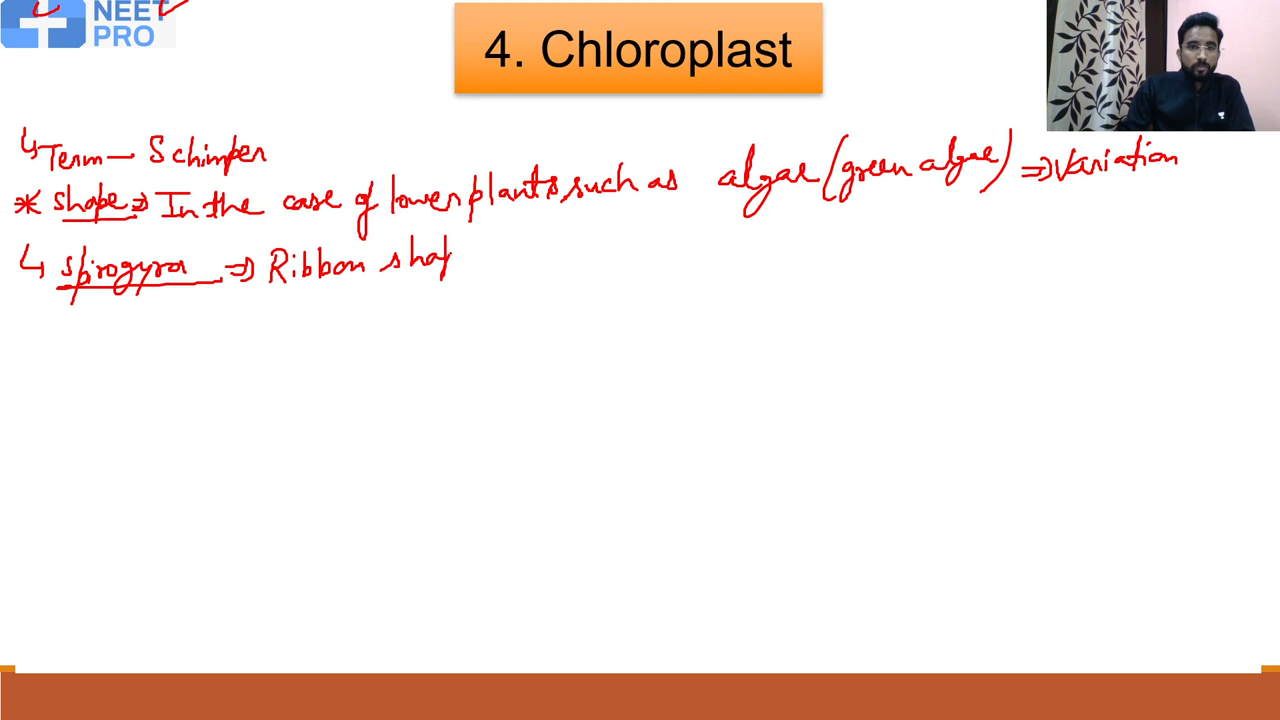 NEET
PRO
4. Chloroplast
↳ Term — Schimper
* Shape ⇒ In the case of lower plants, such as algae (green algae) ⇒ Variation
↳ Spirogyra ⇒ Ribbon shap